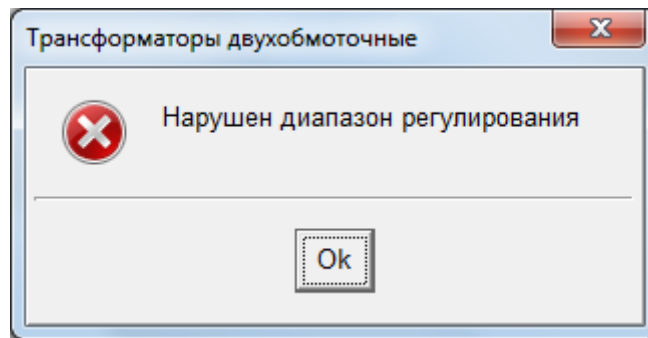 Трансформаторы двухобмоточные
Нарушен диапазон регулирования
Ok